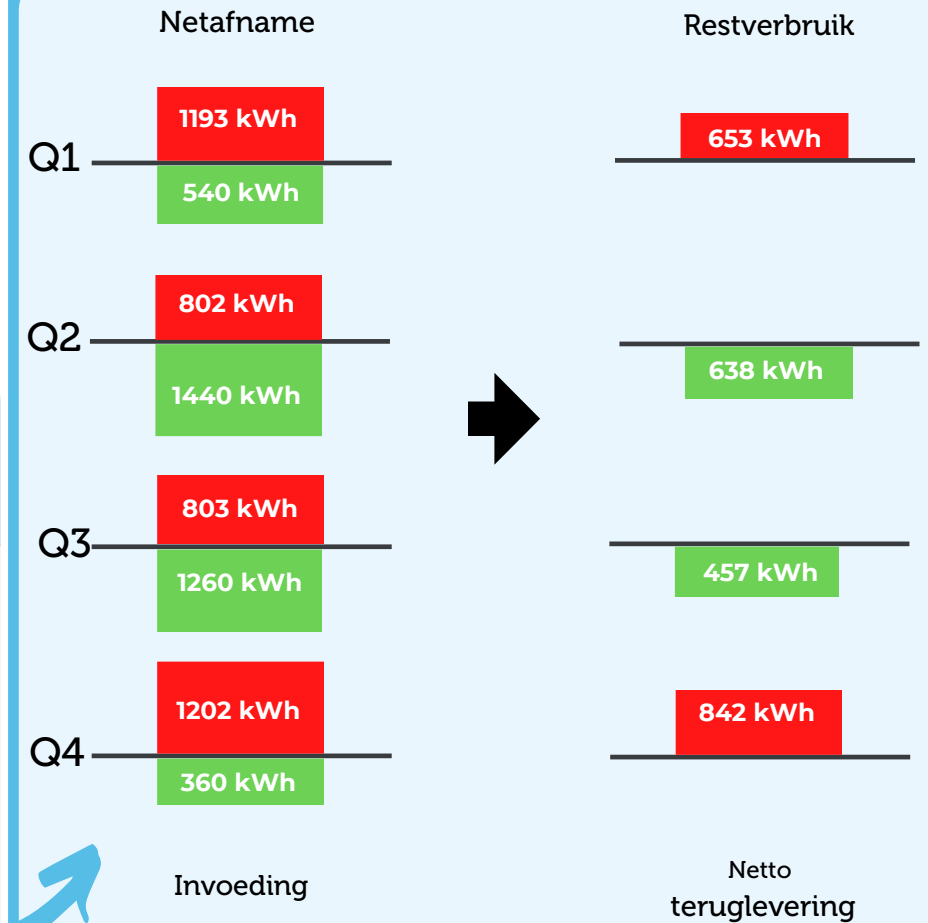 Netafname
Restverbruik
Q1
1193 kWh
540 kWh
653 kWh
Q2
802 kWh
1440 kWh
638 kWh
Q3
803 kWh
1260 kWh
457 kWh
Q4
1202 kWh
360 kWh
842 kWh
Invoeding
Netto
teruglevering